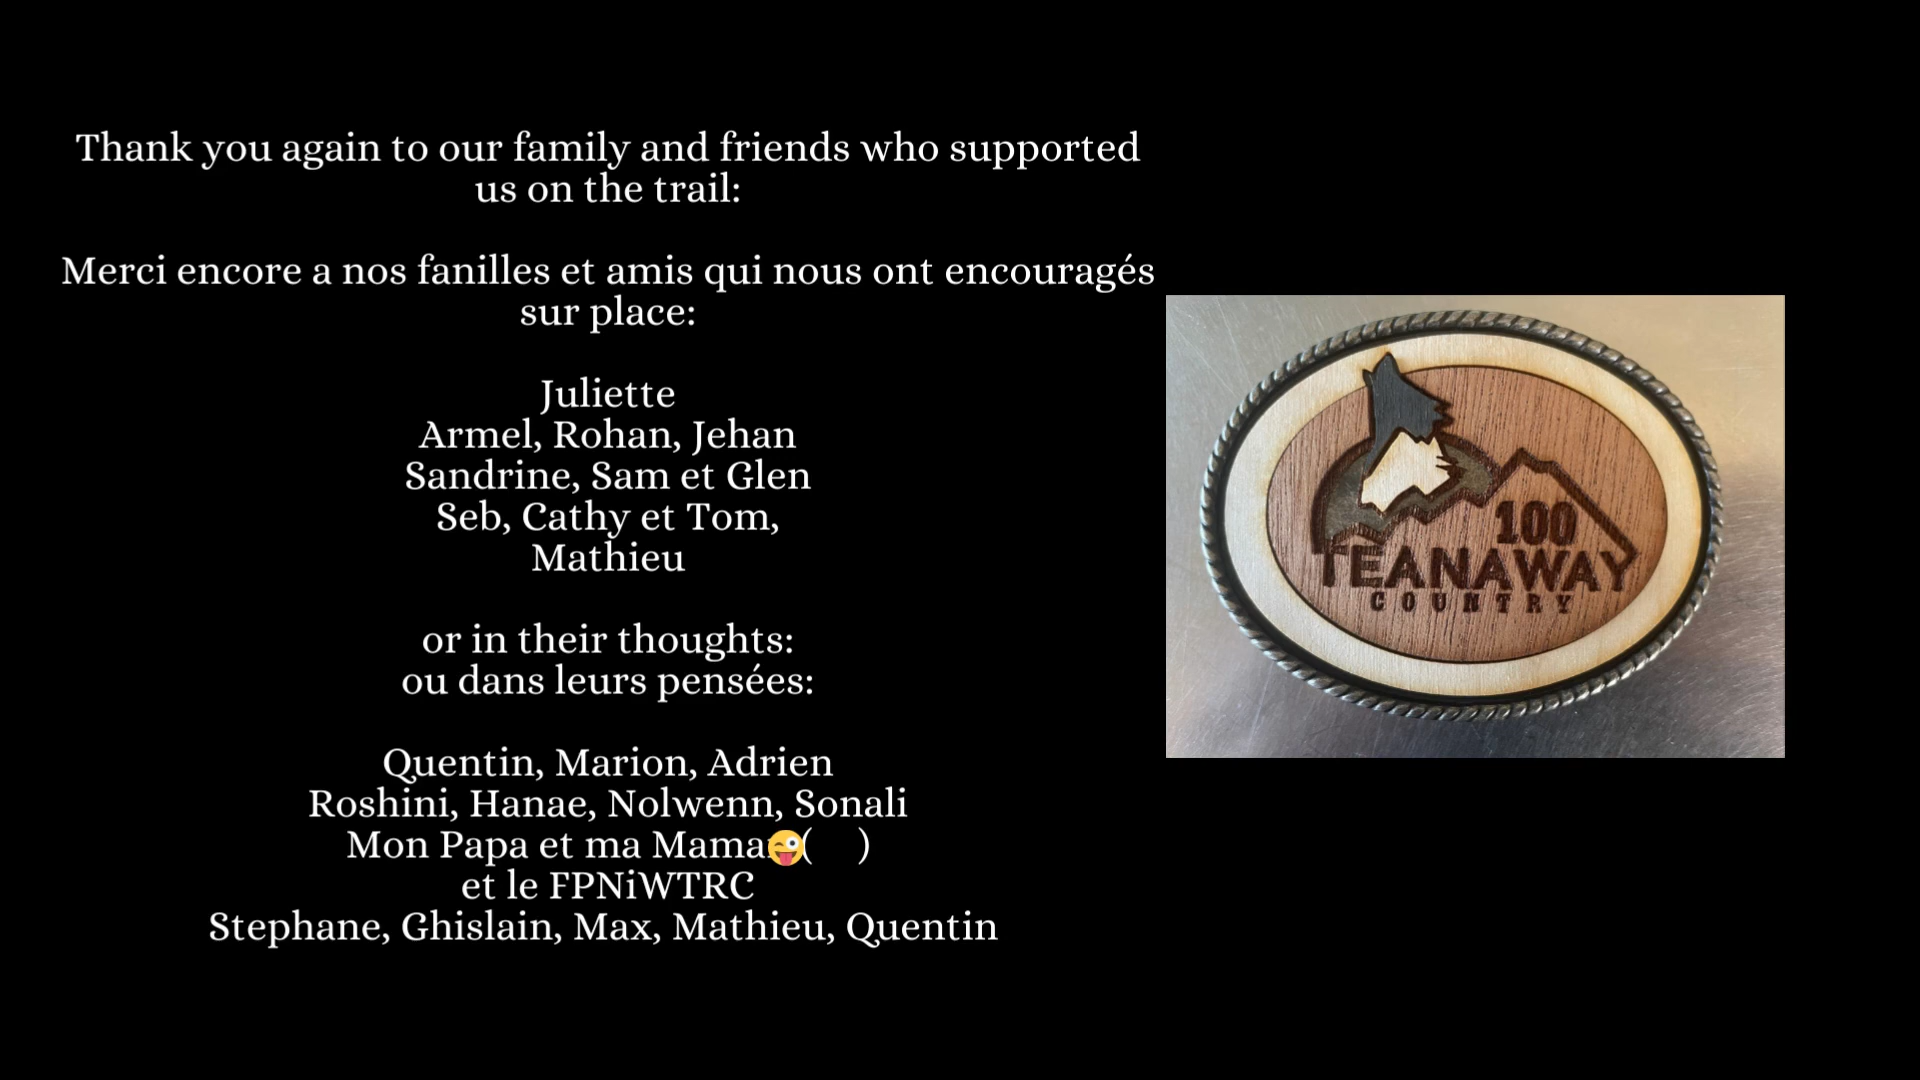 Thank you again to our family and friends who supported
us on the trail:
Merci encore a nos fanilles et amis qui nous ont encouragés
sur place:
Juliette
Armel, Rohan, Jehan
Sandrine, Sam et Glen
Seb, Cathy et Tom,
Mathieu
or in their thoughts:
ou dans leurs pensées:
Quentin, Marion, Adrien
Roshini, Hanae, Nolwenn, Sonali
Mon Papa et ma Maman😜( )
et le FPNiWTRC
Stephane, Ghislain, Max, Mathieu, Quentin
100
TEANAWAY
COUNTRY